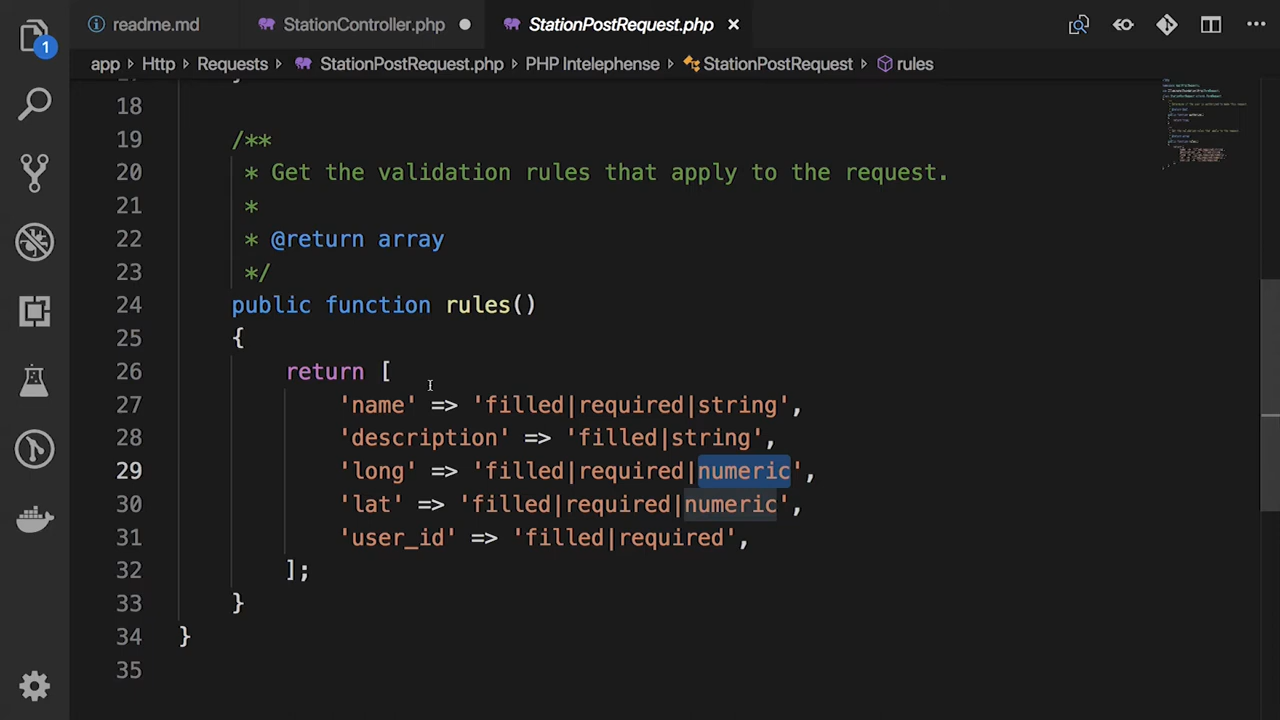 readme.md StationController.php StationPostRequest.php
1
app Http Requests StationPostRequest.php PHP Intelephense StationPostRequest rules
18
19 /**
20 * Get the validation rules that apply to the request.
21 *
22 * @return array
23 */
24 public function rules()
25 {
26 return [
27 'name' => 'filled|required|string',
28 'description' => 'filled|string',
29 'long' => 'filled|required|numeric',
30 'lat' => 'filled|required|numeric',
31 'user_id' => 'filled|required',
32 ];
33 }
34 }
35